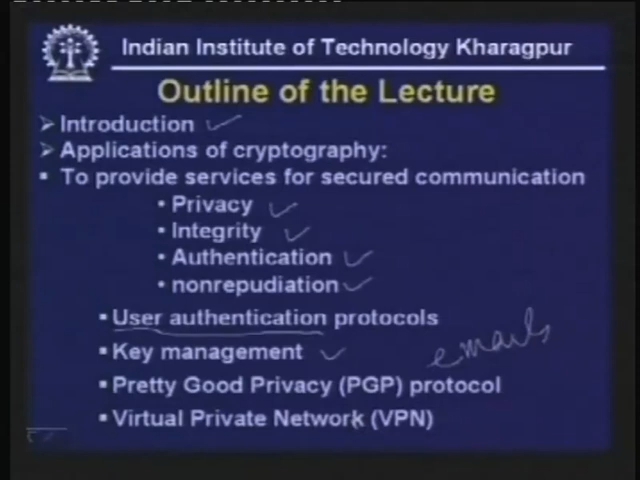 Indian Institute of Technology Kharagpur
Outline of the Lecture
➢ Introduction
➢ Applications of cryptography:
▪ To provide services for secured communication
• Privacy
• Integrity
• Authentication
• nonrepudiation
▪ User authentication protocols
▪ Key management
emails
▪ Pretty Good Privacy (PGP) protocol
▪ Virtual Private Network (VPN)